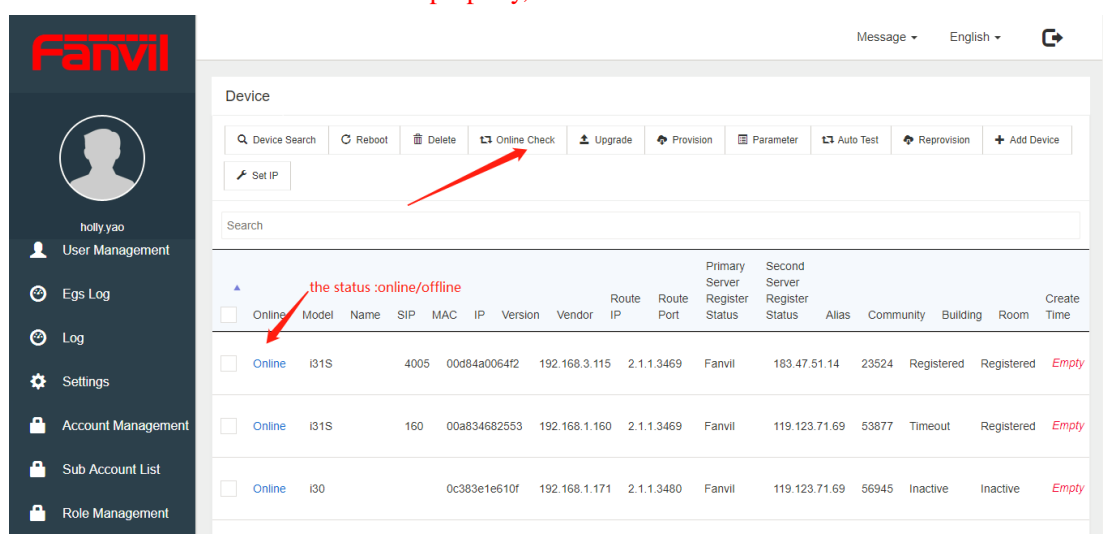 Fanvil
Message English
Device
Device Search Reboot Delete Online Check Upgrade Provision Parameter Auto Test Reprovision Add Device
Set IP
holly.yao
Search
User Management
Egs Log
Log
Settings
Account Management
Sub Account List
Role Management
the status :online/offline
Online Model Name SIP MAC IP Version Vendor Route IP Route Port Primary Server Register Status Second Server Register Status Alias Community Building Room Create Time
Online i31S 4005 00d84a0064f2 192.168.3.115 2.1.1.3469 Fanvil 183.47.51.14 23524 Registered Registered Empty
Online i31S 160 00a834682553 192.168.1.160 2.1.1.3469 Fanvil 119.123.71.69 53877 Timeout Registered Empty
Online i30 0c383e1e610f 192.168.1.171 2.1.1.3480 Fanvil 119.123.71.69 56945 Inactive Inactive Empty